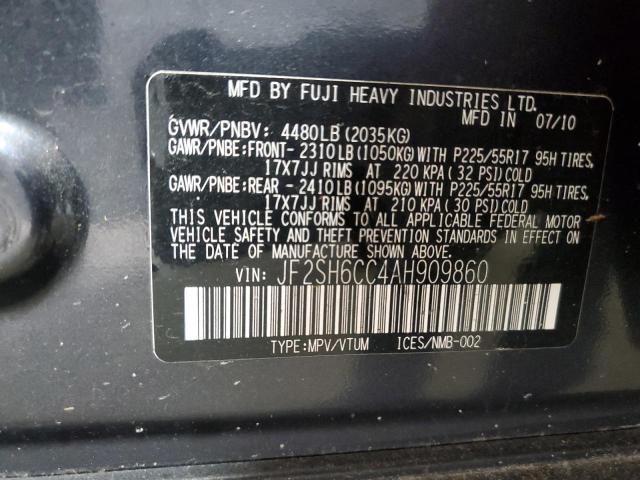 MFD BY FUJI HEAVY INDUSTRIES LTD.
MFD IN 07/10
GVWR/PNBV: 4480LB(2035KG)
GAWR/PNBE:FRONT-2310LB(1050KG)WITH P225/55R17 95H TIRES,
17X7JJ RIMS AT 220 KPA(32 PSI)COLD
GAWR/PNBE:REAR -2410LB(1095KG)WITH P225/55R17 95H TIRES,
17X7JJ RIMS AT 210 KPA(30 PSI)COLD
THIS VEHICLE CONFORMS TO ALL APPLICABLE FEDERAL MOTOR
VEHICLE SAFETY AND THEFT PREVENTION STANDARDS IN EFFECT ON
THE DATE OF MANUFACTURE SHOWN ABOVE.
VIN: JF2SH6CC4AH909860
TYPE:MPV/VTUM ICES/NMB-002